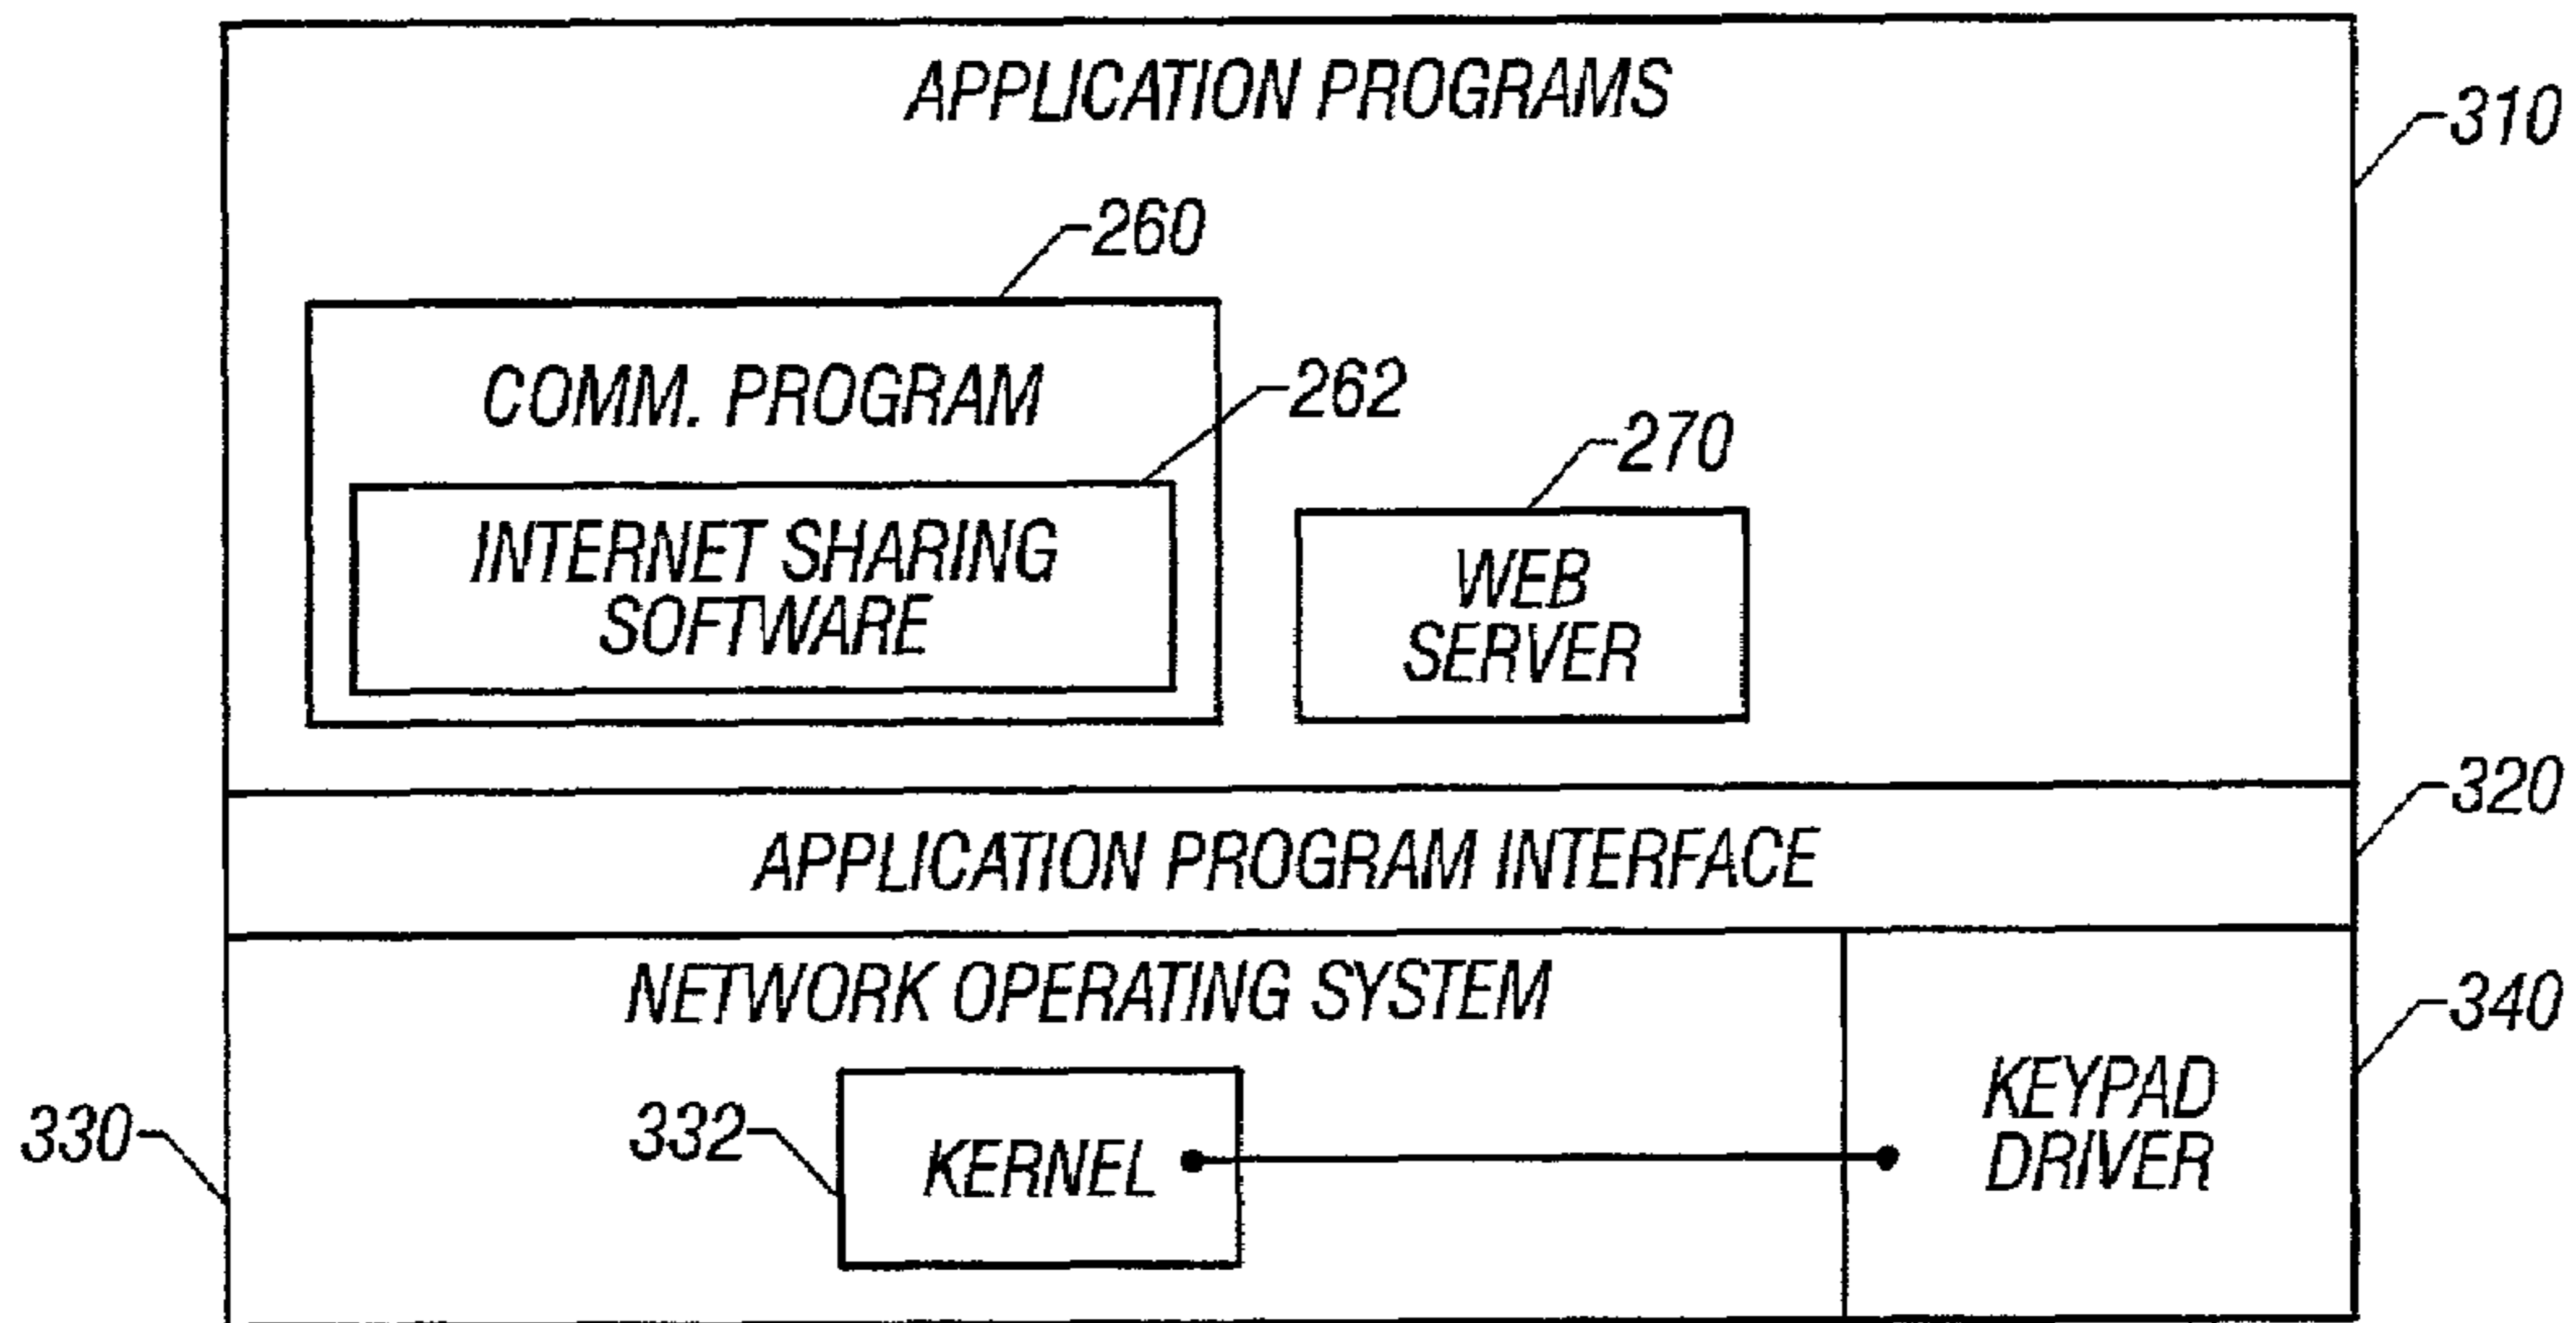 APPLICATION PROGRAMS
310
260
COMM. PROGRAM
262
INTERNET SHARING
SOFTWARE
270
WEB
SERVER
320
APPLICATION PROGRAM INTERFACE
NETWORK OPERATING SYSTEM
340
330
332
KERNEL
KEYPAD
DRIVER